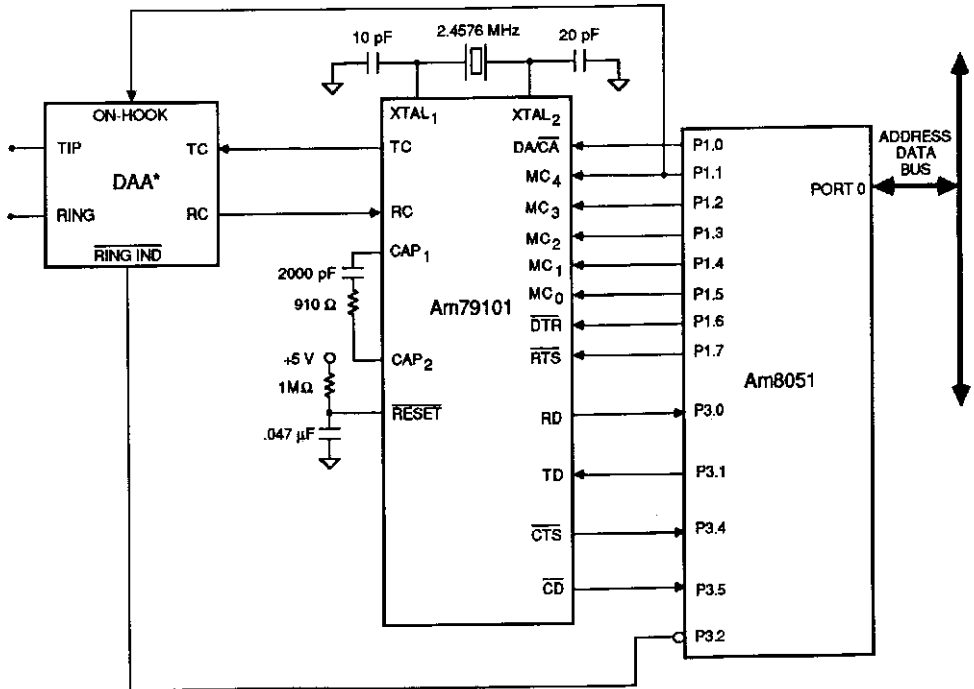 10 pF
2.4576 MHz
20 pF
ON-HOOK
TIP
TC
DAA*
RING
RC
RING IND
XTAL1
XTAL2
TC
DA/CA
MC4
RC
MC3
MC2
CAP1
MC1
2000 pF
MC0
910 Ω
Am79101
DTR
+5 V
CAP2
RTS
1MΩ
RESET
RD
.047 µF
TD
CTS
CD
P1.0
P1.1
P1.2
P1.3
P1.4
P1.5
P1.6
P1.7
Am8051
P3.0
P3.1
P3.4
P3.5
P3.2
PORT 0
ADDRESS
DATA
BUS